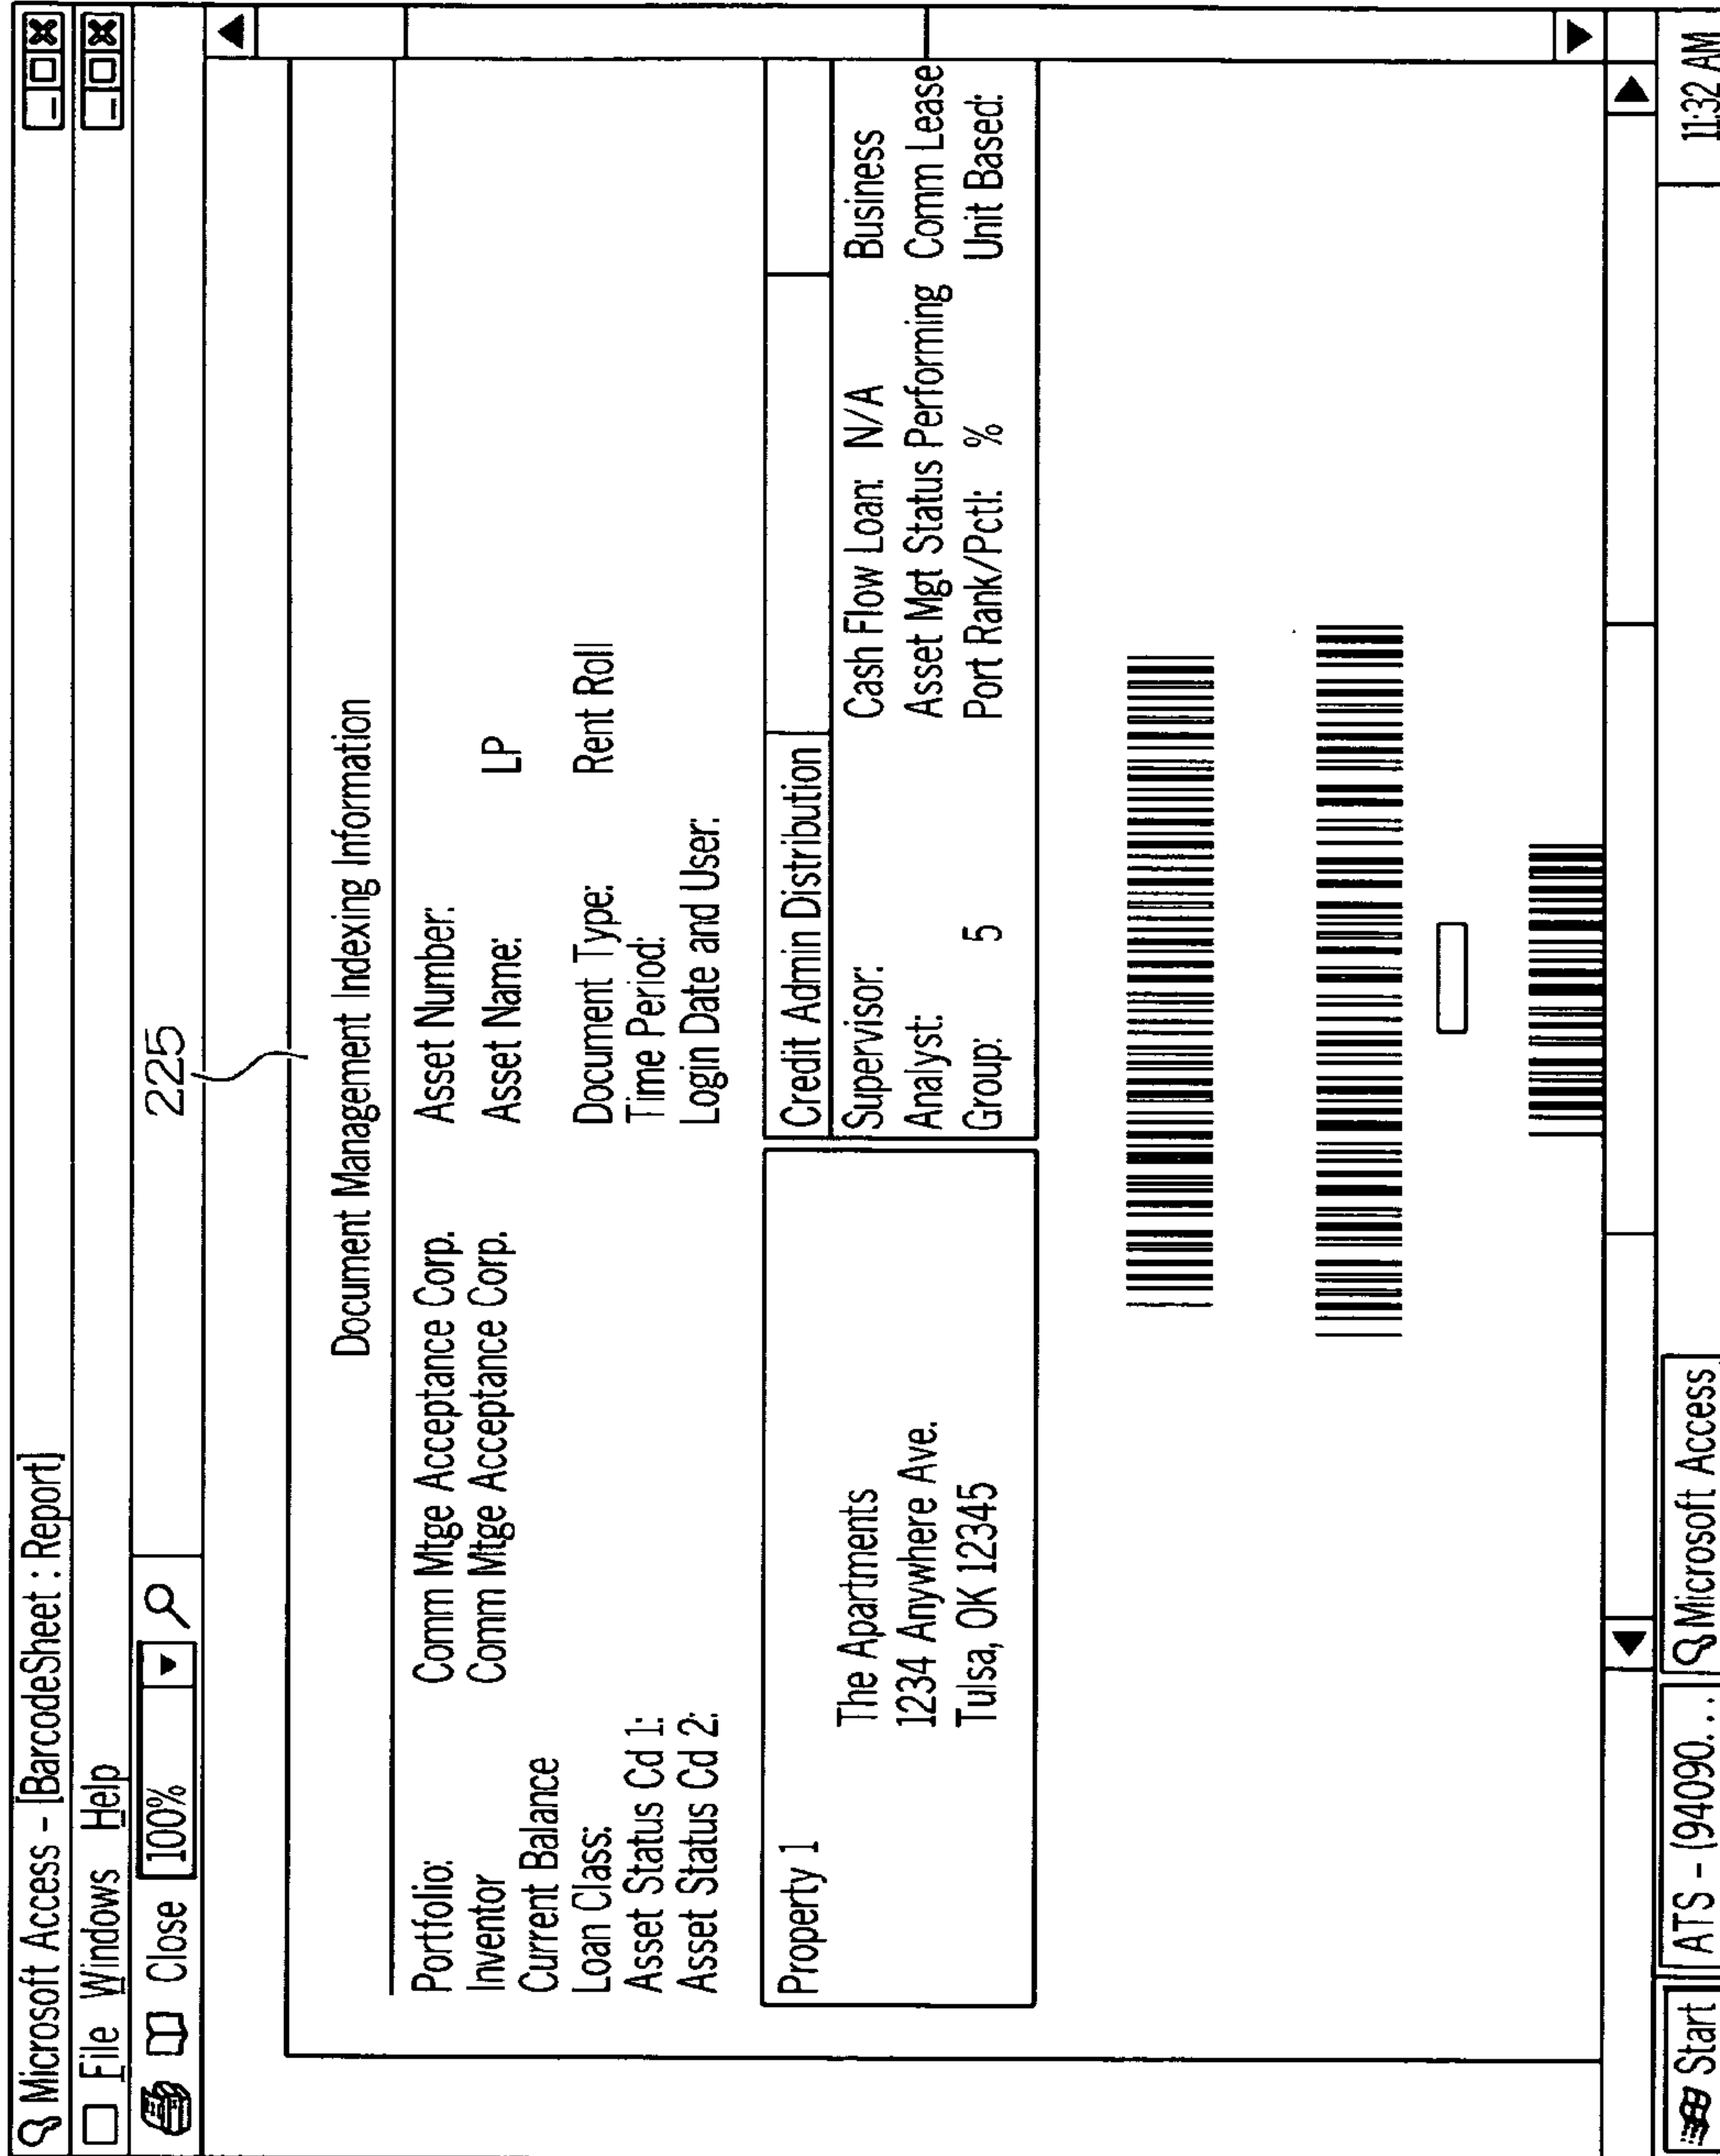 Microsoft Access - [BarcodeSheet : Report]
File Windows Help
Close 100%
225
Document Management Indexing Information
Portfolio: Comm Mtge Acceptance Corp. Asset Number:
Inventor Comm Mtge Acceptance Corp. Asset Name: LP
Current Balance
Loan Class: Document Type: Rent Roll
Asset Status Cd 1: Time Period:
Asset Status Cd 2: Login Date and User:
Property 1
The Apartments
1234 Anywhere Ave.
Tulsa, OK 12345
Credit Admin Distribution
Supervisor: Cash Flow Loan: N/A Business
Analyst: Asset Mgt Status Performing Comm Lease
Group: 5 Port Rank/Pctl: % Unit Based:
Start ATS - (94090... Microsoft Access 11:32 AM